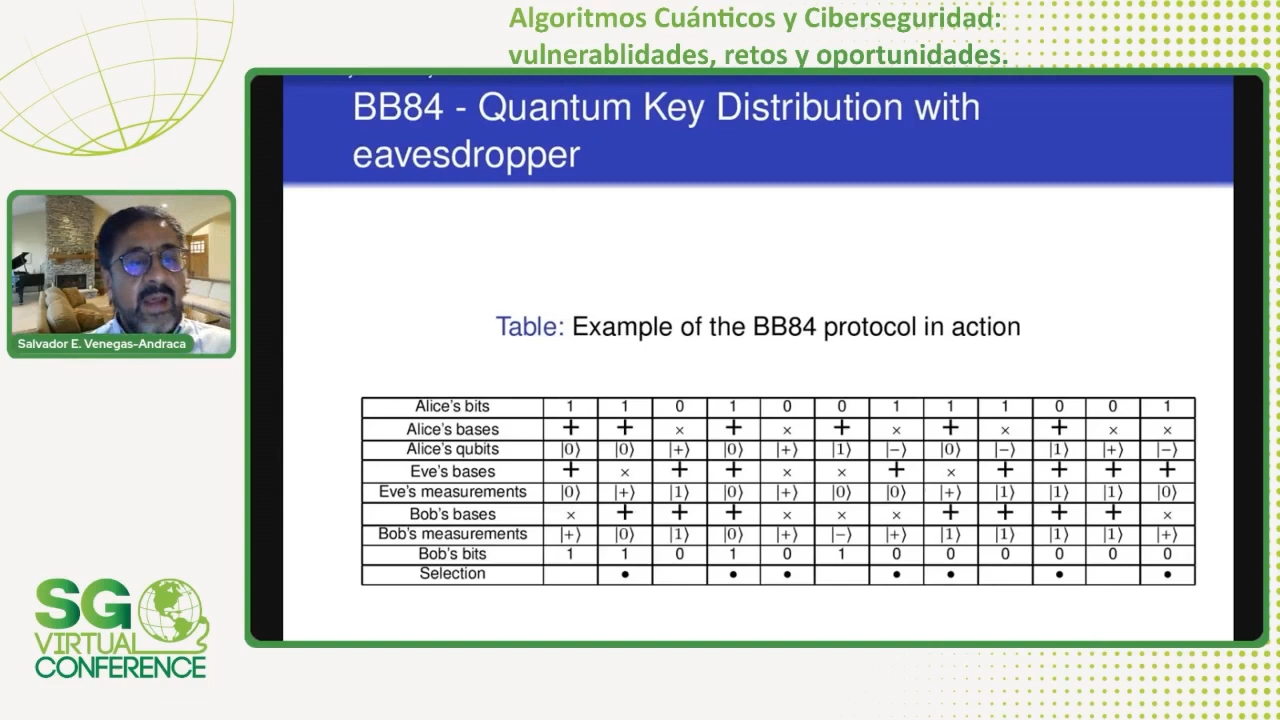 Algoritmos Cuánticos y Ciberseguridad:
vulnerablidades, retos y oportunidades.
BB84 - Quantum Key Distribution with
eavesdropper
Salvador E. Venegas-Andraca
Table: Example of the BB84 protocol in action
Alice's bits 1 1 0 1 0 0 1 1 1 0 0 1
Alice's bases + + × + × + × + × + × ×
Alice's qubits |0⟩ |0⟩ |+⟩ |0⟩ |+⟩ |1⟩ |−⟩ |0⟩ |−⟩ |1⟩ |+⟩ |−⟩
Eve's bases + × + + × × + × + + + +
Eve's measurements |0⟩ |+⟩ |1⟩ |0⟩ |+⟩ |0⟩ |0⟩ |+⟩ |1⟩ |1⟩ |1⟩ |0⟩
Bob's bases × + + + × × × + + + + ×
Bob's measurements |+⟩ |0⟩ |1⟩ |0⟩ |+⟩ |−⟩ |+⟩ |1⟩ |1⟩ |1⟩ |1⟩ |+⟩
Bob's bits 1 1 0 1 0 1 0 0 0 0 0 0
Selection • • • • • • •
SG
VIRTUAL
CONFERENCE